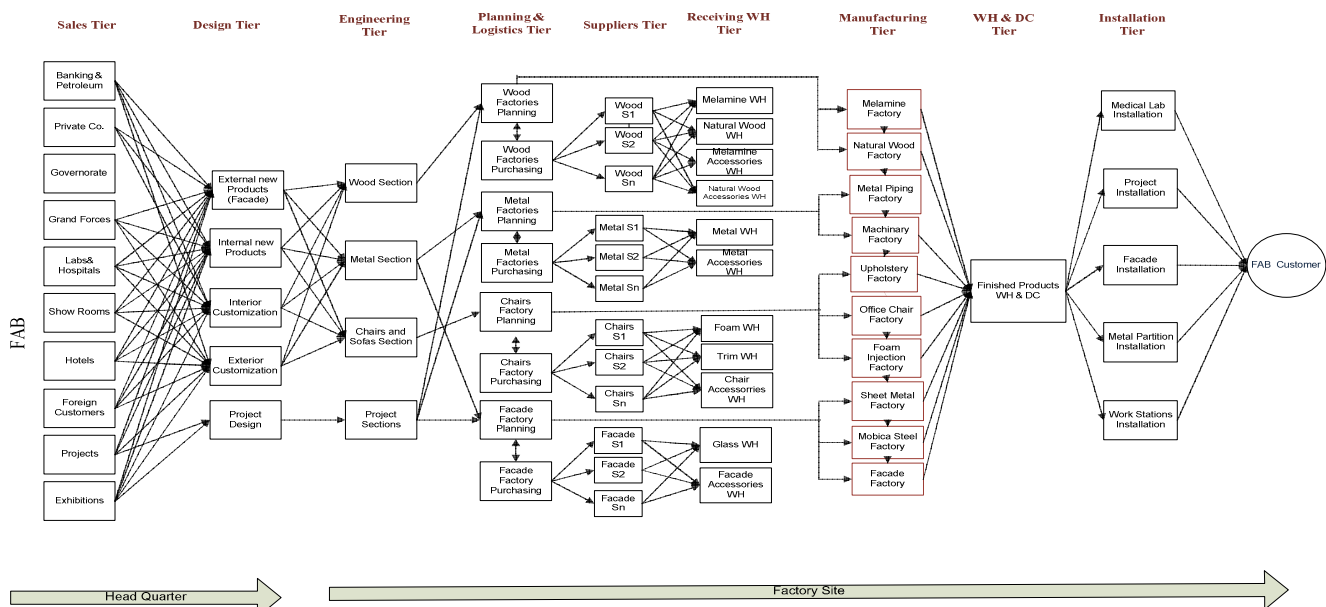 Sales Tier
Design Tier
Engineering
Tier
Planning &
Logistics Tier
Suppliers Tier
Receiving WH
Tier
Manufacturing
Tier
WH & DC
Tier
Installation
Tier
FAB
Banking &
Petroleum
Private Co.
Governorate
Grand Forces
Labs&
Hospitals
Show Rooms
Hotels
Foreign
Customers
Projects
Exhibitions
External new
Products
(Facade)
Internal new
Products
Interior
Customization
Exterior
Customization
Project
Design
Wood Section
Metal Section
Chairs and
Sofas Section
Project
Sections
Wood
Factories
Planning
Wood
Factories
Purchasing
Metal
Factories
Planning
Metal
Factories
Purchasing
Chairs
Factory
Planning
Chairs
Factory
Purchasing
Facade
Factory
Planning
Facade
Factory
Purchasing
Wood
S1
Wood
S2
Wood
Sn
Metal S1
Metal S2
Metal Sn
Chairs
S1
Chairs
S2
Chairs
Sn
Facade
S1
Facade
S2
Facade
Sn
Melamine WH
Natural Wood
WH
Melamine
Accessories
WH
Natural Wood
Accessories WH
Metal WH
Metal
Accessories
WH
Foam WH
Trim WH
Chair
Accessorries
WH
Glass WH
Facade
Accessories
WH
Melamine
Factory
Natural Wood
Factory
Metal Piping
Factory
Machinary
Factory
Upholstery
Factory
Office Chair
Factory
Foam
Injection
Factory
Sheet Metal
Factory
Mobica Steel
Factory
Facade
Factory
Finished Products
WH & DC
Medical Lab
Installation
Project
Installation
Facade
Installation
Metal Partition
Installation
Work Stations
Installation
FAB Customer
Head Quarter
Factory Site